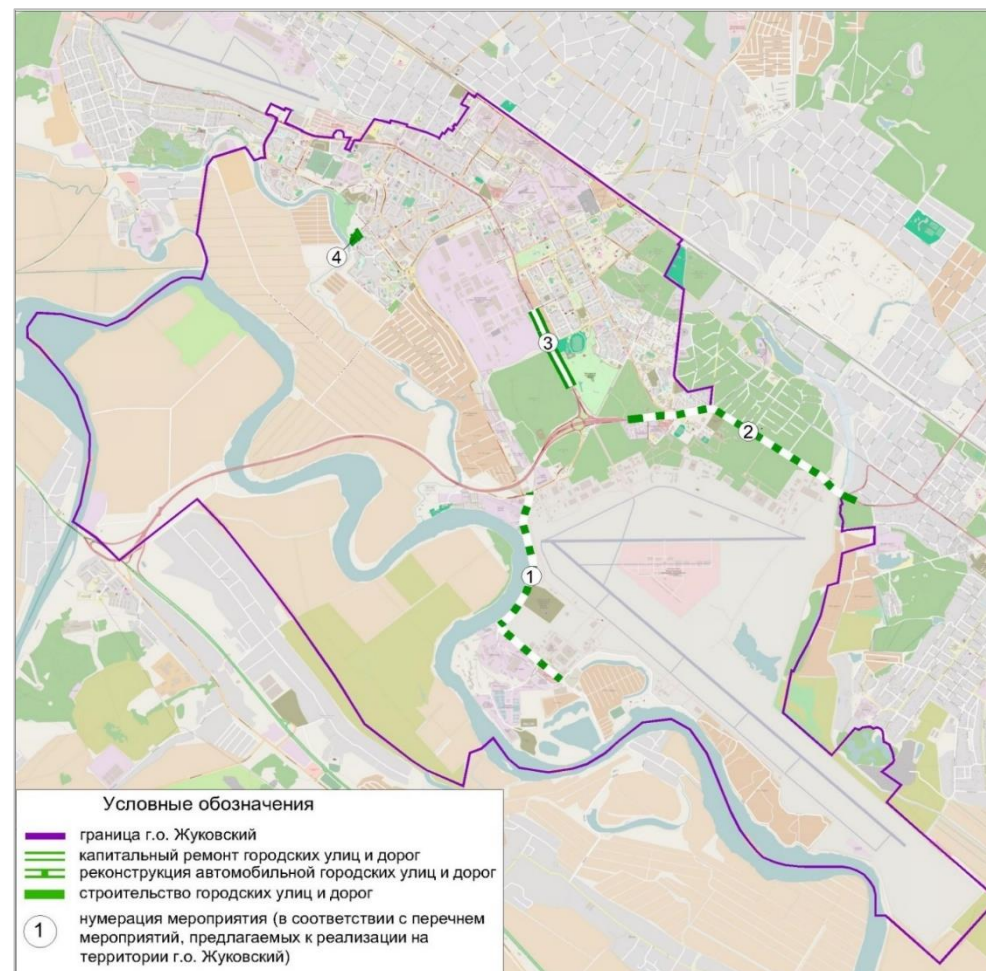 4
3
2
1
Условные обозначения
граница г.о. Жуковский
капитальный ремонт городских улиц и дорог
реконструкция автомобильной городских улиц и дорог
строительство городских улиц и дорог
1
нумерация мероприятия (в соответствии с перечнем
мероприятий, предлагаемых к реализации на
территории г.о. Жуковский)